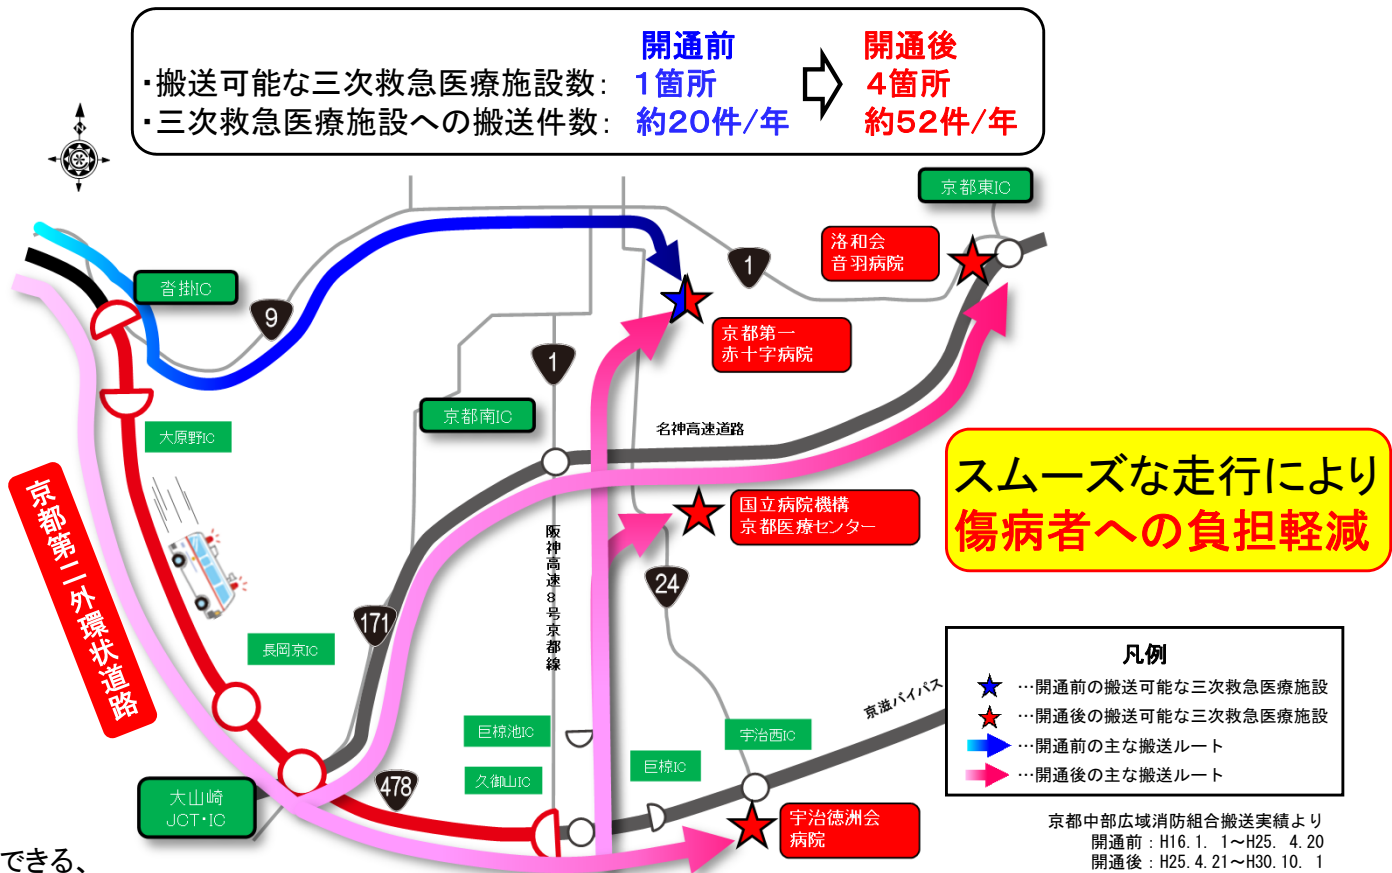 開通前
開通後
・搬送可能な三次救急医療施設数：
1箇所
4箇所
・三次救急医療施設への搬送件数：
約20件/年
約52件/年
N
京都東IC
洛和会
音羽病院
沓掛IC
9
1
京都第一
赤十字病院
1
京都南IC
名神高速道路
大原野IC
スムーズな走行により
傷病者への負担軽減
国立病院機構
京都医療センター
京都第二外環状道路
阪神高速8号京都線
24
171
長岡京IC
凡例
…開通前の搬送可能な三次救急医療施設
…開通後の搬送可能な三次救急医療施設
…開通前の主な搬送ルート
…開通後の主な搬送ルート
京滋バイパス
巨椋池IC
宇治西IC
久御山IC
巨椋IC
478
大山崎
JCT・IC
宇治徳洲会
病院
京都中部広域消防組合搬送実績より
開通前：H16.1. 1～H25. 4.20
開通後：H25.4.21～H30.10. 1
できる、